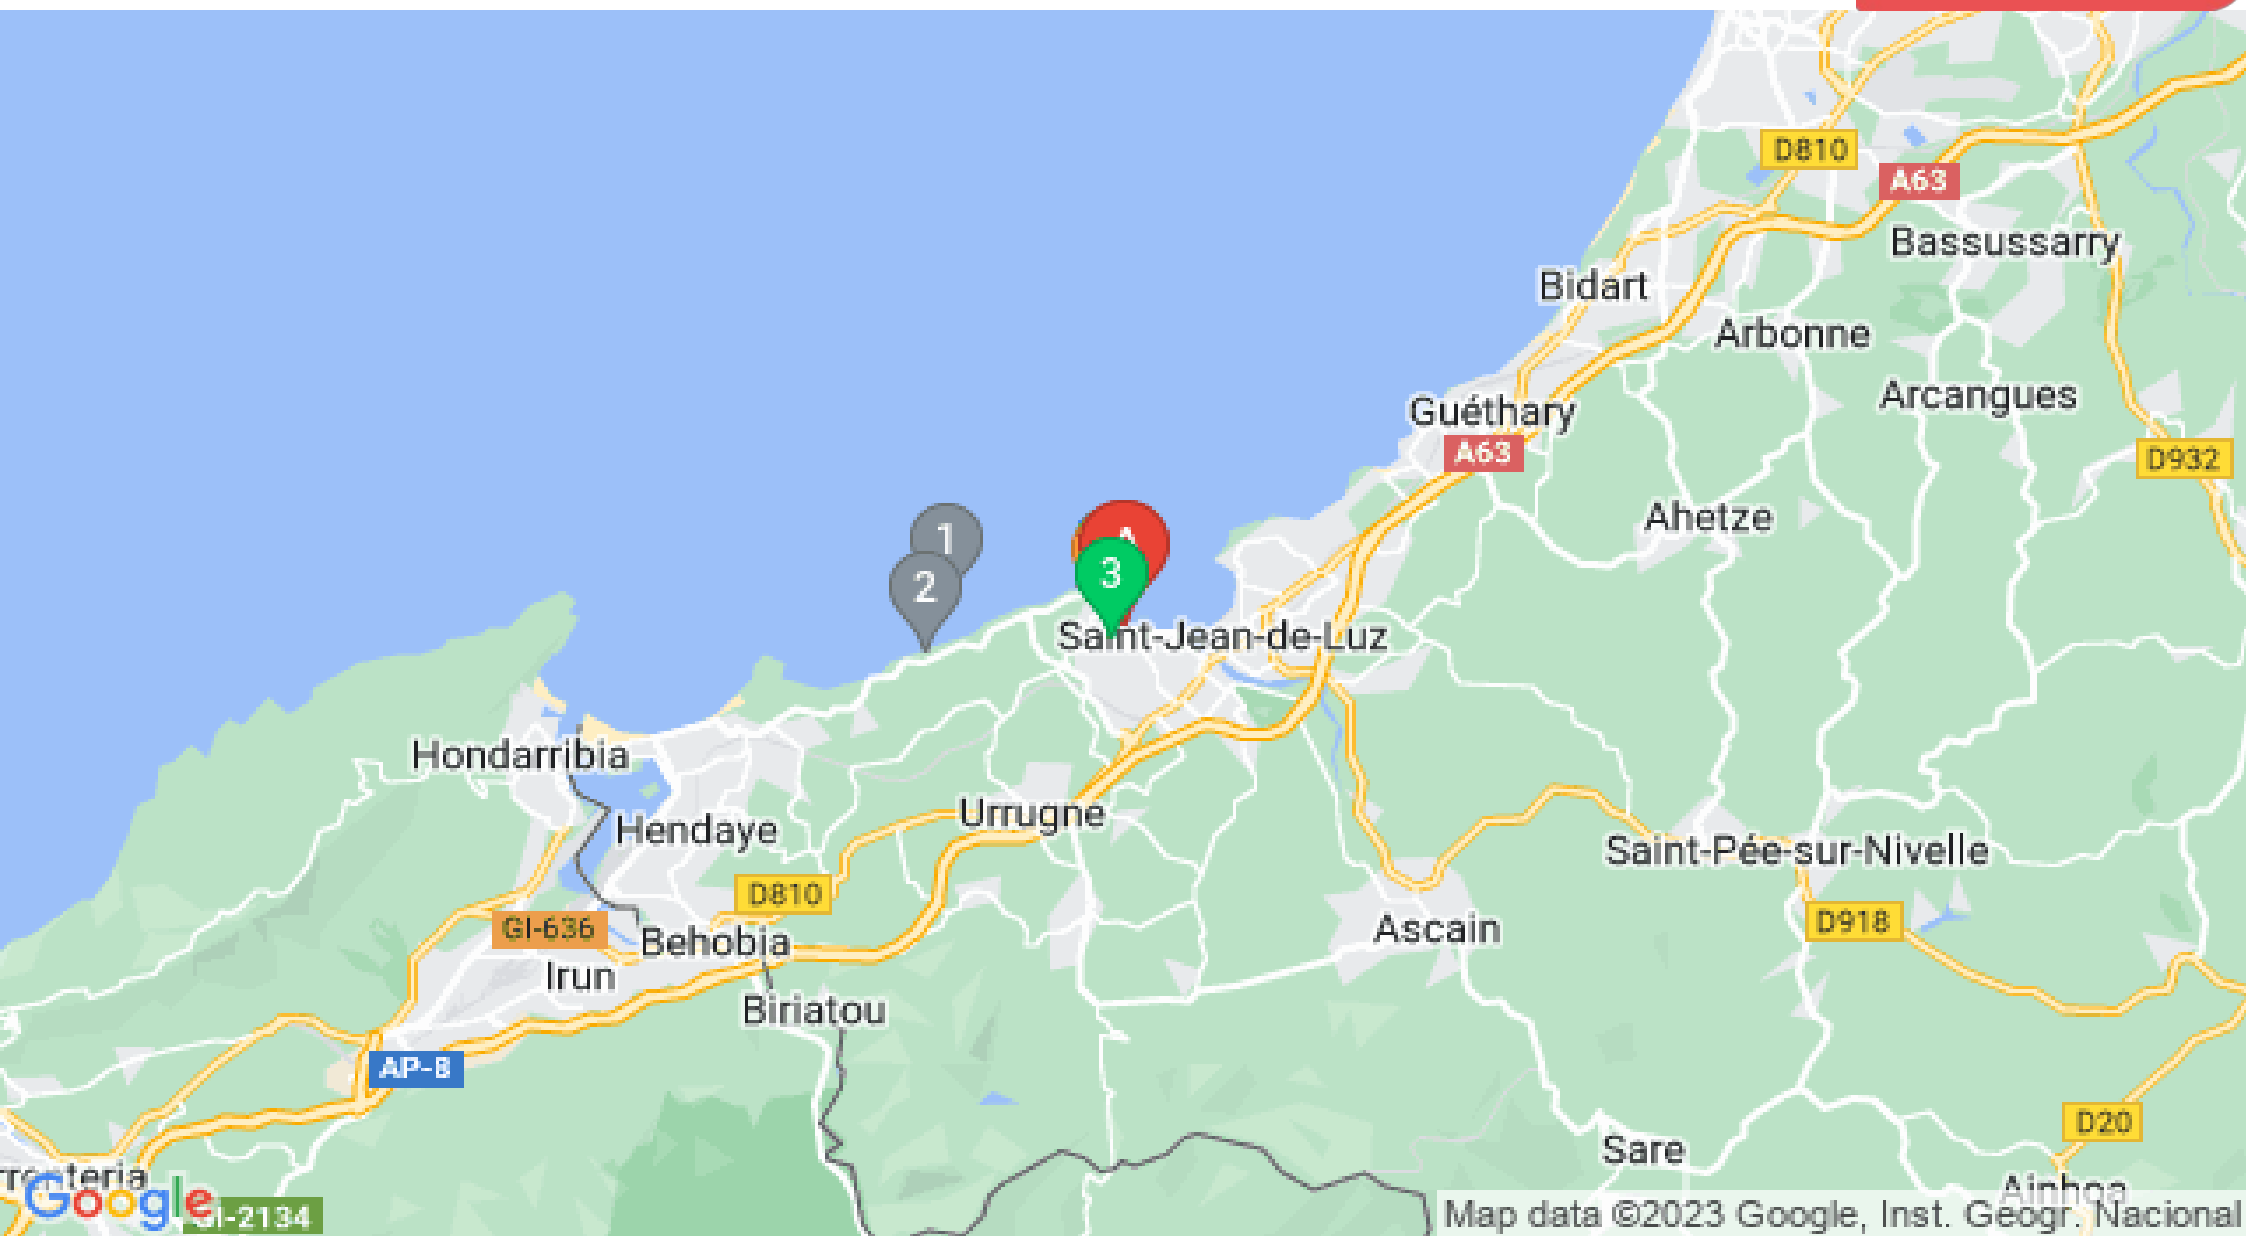 D810
A63
Bassussarry
Bidart
Arbonne
Arcangues
Guéthary
A63
D932
Ahetze
1
A
2
3
Saint-Jean-de-Luz
Hondarribia
Urrugne
Hendaye
Saint-Pée-sur-Nivelle
D810
D918
GI-636
Ascain
Behobia
Irun
Biriatou
AP-8
D20
Sare
Ainhoa
Google
GI-2134
Map data ©2023 Google, Inst. Geogr. Nacional